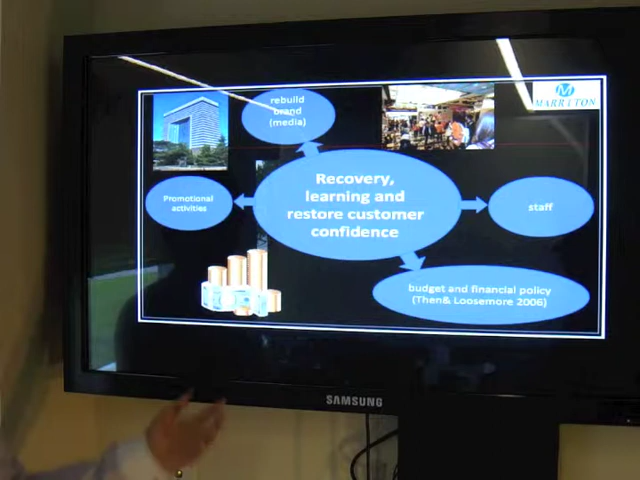 rebuild
brand
(media)
MARRITON
Recovery,
learning and
restore customer
confidence
Promotional
activities
staff
budget and financial policy
(Then& Loosemore 2006)
SAMSUNG